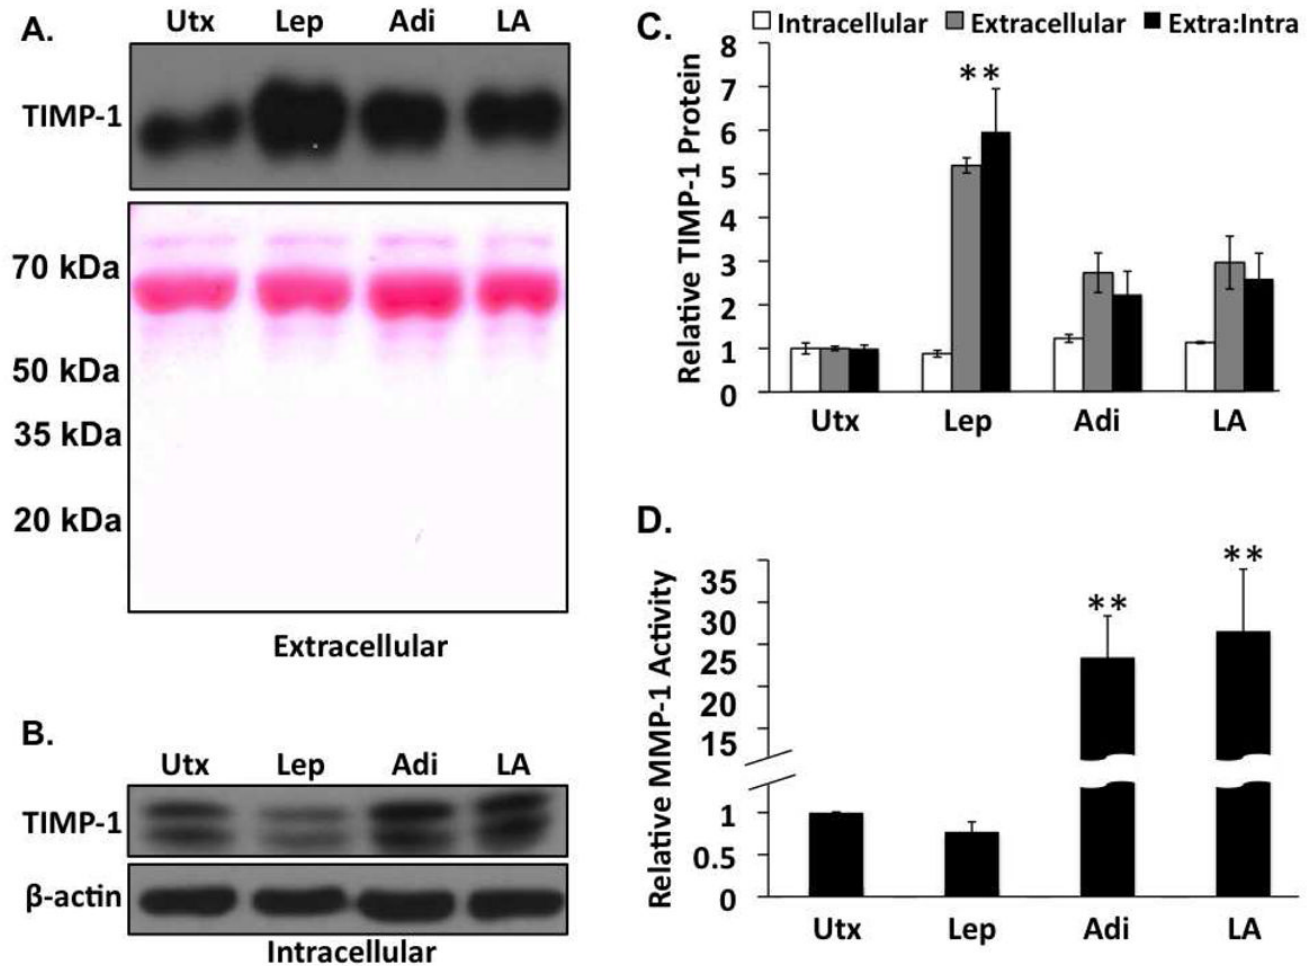 A.
Utx Lep Adi LA
TIMP-1
70 kDa
50 kDa
35 kDa
20 kDa
Extracellular
B.
Utx Lep Adi LA
TIMP-1
β-actin
Intracellular
C.
Intracellular Extracellular Extra:Intra
Relative TIMP-1 Protein
8
7
6
5
4
3
2
1
0
**
Utx Lep Adi LA
D.
Relative MMP-1 Activity
35
30
25
20
15
1
0.5
0
**
**
Utx Lep Adi LA